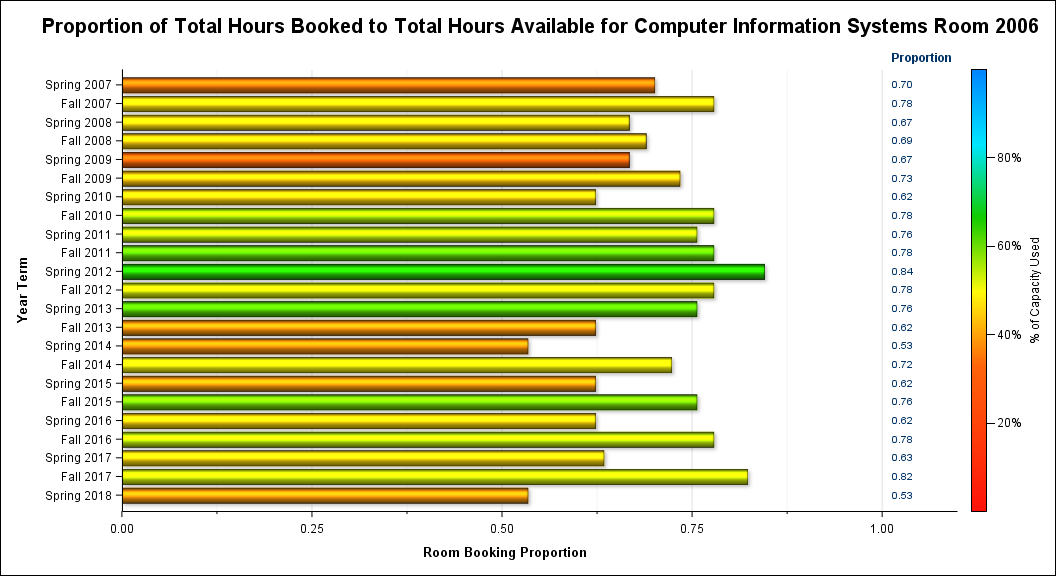 Proportion of Total Hours Booked to Total Hours Available for Computer Information Systems Room 2006
Proportion
Spring 2007 0.70
Fall 2007 0.78
Spring 2008 0.67
Fall 2008 0.69
Spring 2009 0.67
Fall 2009 0.73
Spring 2010 0.62
Fall 2010 0.78
Spring 2011 0.76
Fall 2011 0.78
Spring 2012 0.84
Fall 2012 0.78
Spring 2013 0.76
Fall 2013 0.62
Spring 2014 0.53
Fall 2014 0.72
Spring 2015 0.62
Fall 2015 0.76
Spring 2016 0.62
Fall 2016 0.78
Spring 2017 0.63
Fall 2017 0.82
Spring 2018 0.53
Year Term
0.00 0.25 0.50 0.75 1.00
Room Booking Proportion
80%
60%
40%
20%
% of Capacity Used